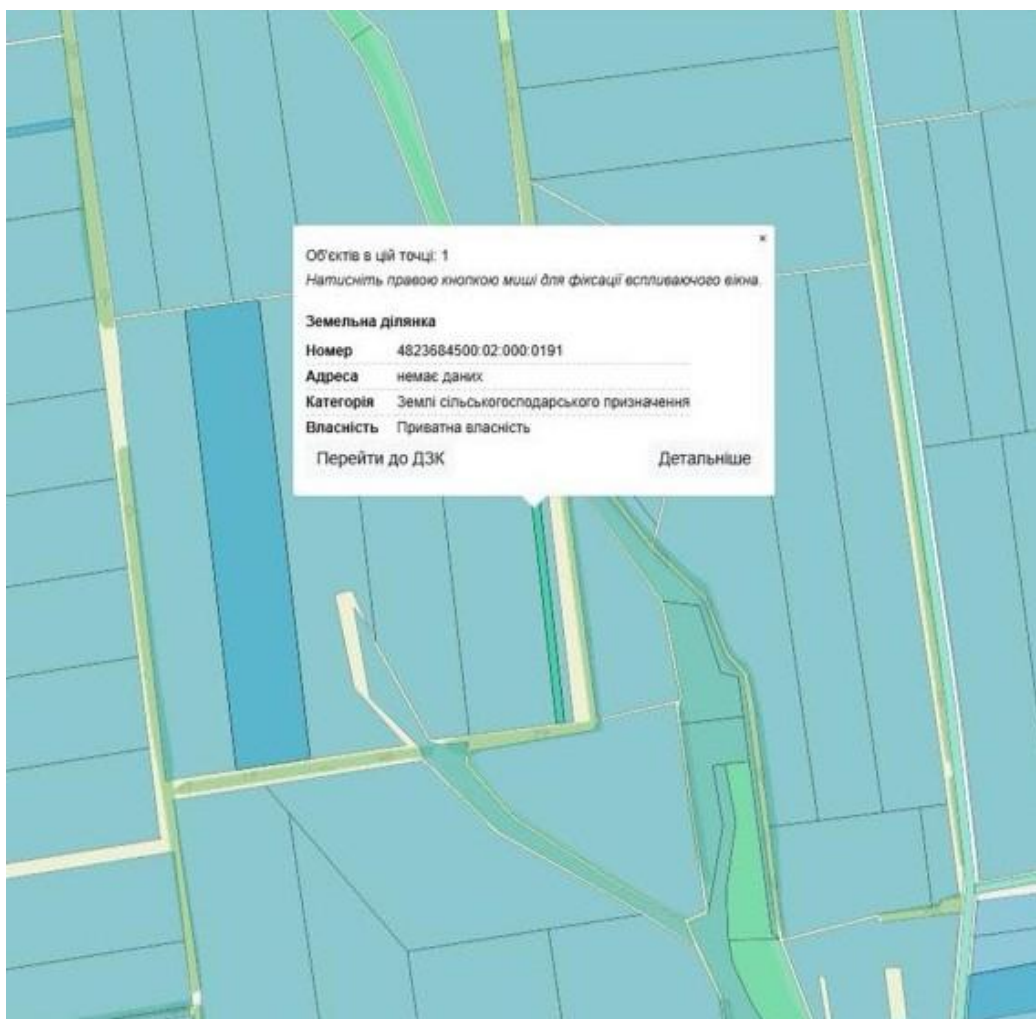 ×
Об'єктів в цій точці: 1
Натисніть правою кнопкою миші для фіксації вспливаючого вікна.
Земельна ділянка
Номер 4823684500:02:000:0191
Адреса немає даних
Категорія Землі сільськогосподарського призначення
Власність Приватна власність
Перейти до ДЗК Детальніше